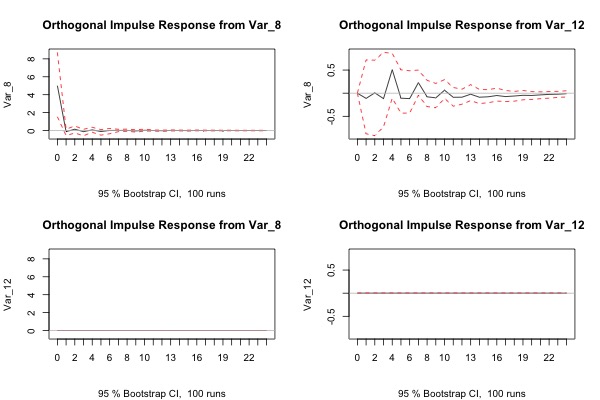 Orthogonal Impulse Response from Var_8
Var_8
0 2 4 6 8
0 2 4 6 8 10 13 16 19 22
95 % Bootstrap CI, 100 runs
Orthogonal Impulse Response from Var_12
Var_8
-0.5 0.5
0 2 4 6 8 10 13 16 19 22
95 % Bootstrap CI, 100 runs
Orthogonal Impulse Response from Var_8
Var_12
0 2 4 6 8
0 2 4 6 8 10 13 16 19 22
95 % Bootstrap CI, 100 runs
Orthogonal Impulse Response from Var_12
Var_12
-0.5 0.5
0 2 4 6 8 10 13 16 19 22
95 % Bootstrap CI, 100 runs